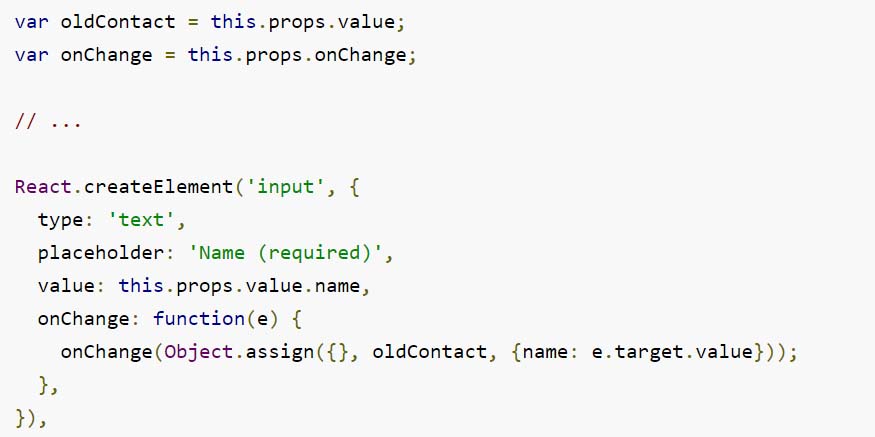 var oldContact = this.props.value;
var onChange = this.props.onChange;
// ...
React.createElement('input', {
  type: 'text',
  placeholder: 'Name (required)',
  value: this.props.value.name,
  onChange: function(e) {
    onChange(Object.assign({}, oldContact, {name: e.target.value}));
  },
}),